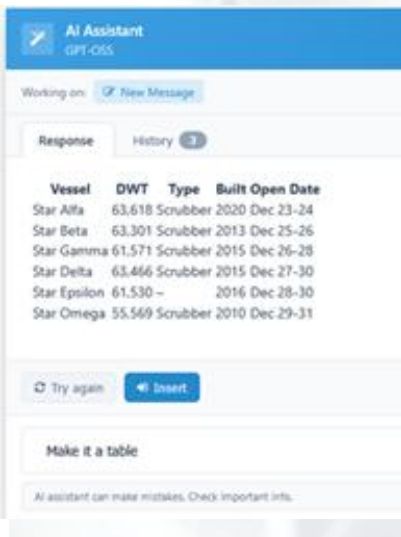 AI Assistant
GPT-OSS
Working on: New Message
Response History 3
Vessel DWT Type Built Open Date
Star Alfa 63,618 Scrubber 2020 Dec 23-24
Star Beta 63,301 Scrubber 2013 Dec 25-26
Star Gamma 61,571 Scrubber 2015 Dec 26-28
Star Delta 63,466 Scrubber 2015 Dec 27-30
Star Epsilon 61,530 – 2016 Dec 28-30
Star Omega 55,569 Scrubber 2010 Dec 29-31
Try again Insert
Make it a table
AI assistant can make mistakes. Check important info.